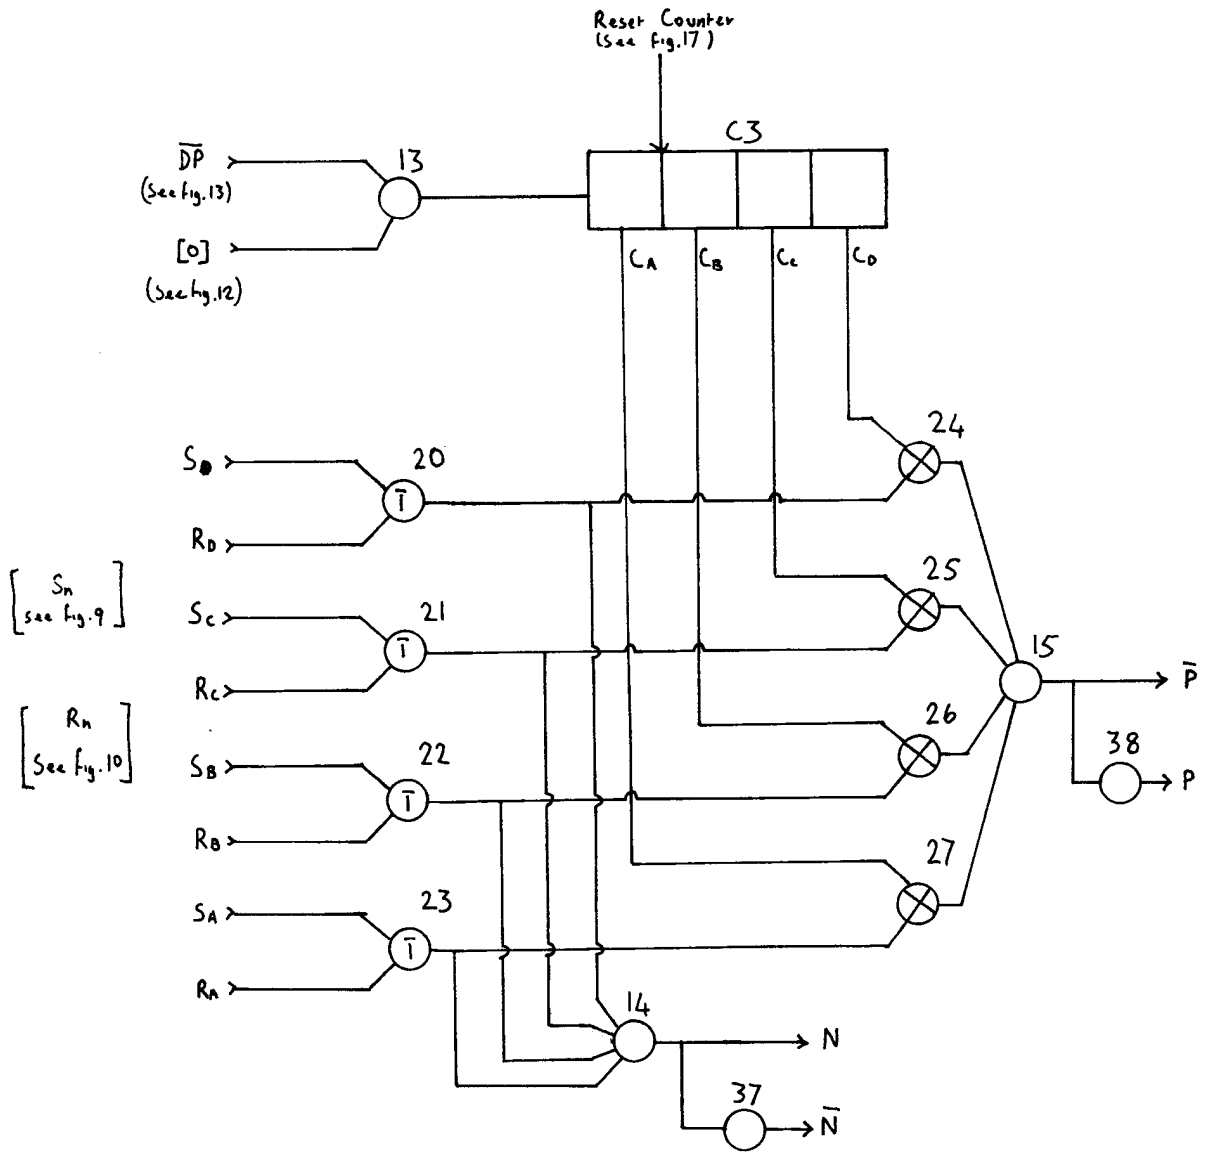 Reset Counter
(See fig.17)
C3
D̅P̅
(See fig.13)
13
[0]
(See fig.12)
CA
CB
CC
CD
24
S
20
I̅
RD
[Sn
see fig.9]
SC
21
I̅
RC
25
15
P̅
[Rn
See fig.10]
SB
22
I̅
RB
26
38
P
SA
23
I̅
RA
27
14
N
37
N̅